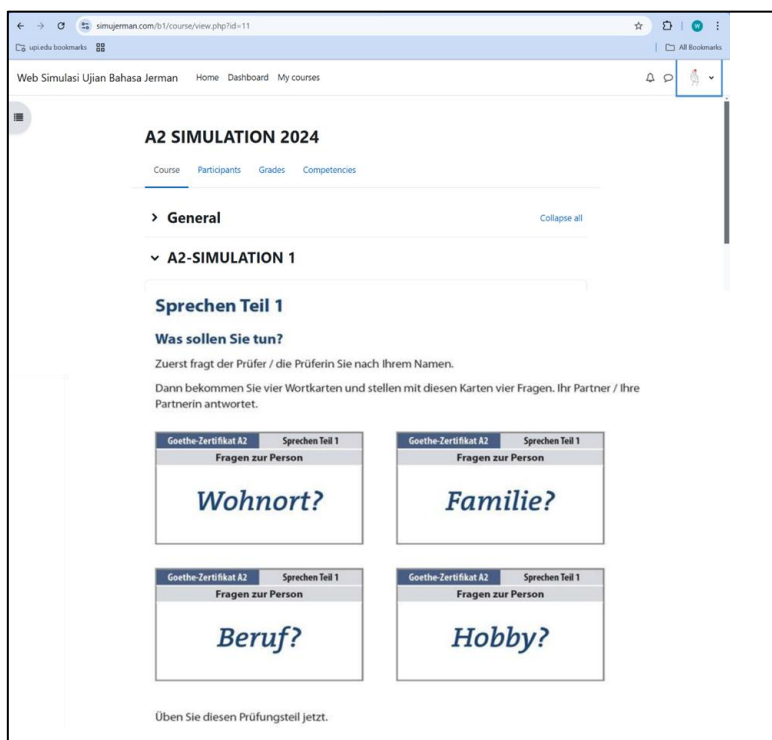 simujerman.com/b1/course/view.php?id=11
upi.edu bookmarks
All Bookmarks
Web Simulasi Ujian Bahasa Jerman Home Dashboard My courses
A2 SIMULATION 2024
Course Participants Grades Competencies
General Collapse all
A2-SIMULATION 1
Sprechen Teil 1
Was sollen Sie tun?
Zuerst fragt der Prüfer / die Prüferin Sie nach Ihrem Namen.
Dann bekommen Sie vier Wortkarten und stellen mit diesen Karten vier Fragen. Ihr Partner / Ihre
Partnerin antwortet.
Goethe-Zertifikat A2 Sprechen Teil 1
Fragen zur Person
Wohnort?
Goethe-Zertifikat A2 Sprechen Teil 1
Fragen zur Person
Familie?
Goethe-Zertifikat A2 Sprechen Teil 1
Fragen zur Person
Beruf?
Goethe-Zertifikat A2 Sprechen Teil 1
Fragen zur Person
Hobby?
Üben Sie diesen Prüfungsteil jetzt.